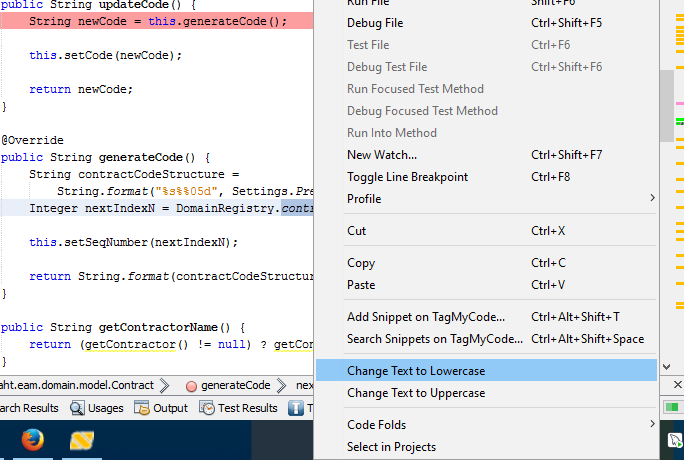 public String updateCode() {
String newCode = this.generateCode();
this.setCode(newCode);
return newCode;
}
@Override
public String generateCode() {
String contractCodeStructure =
String.format("%s%%05d", Settings.Pre
Integer nextIndexN = DomainRegistry.contr
this.setSeqNumber(nextIndexN);
return String.format(contractCodeStructu
}
public String getContractorName() {
return (getContractor() != null) ? getCon
}
aht.eam.domain.model.Contract generateCode nex
arch Results Usages Output Test Results T
Run File Shift+F6
Debug File Ctrl+Shift+F5
Test File Ctrl+F6
Debug Test File Ctrl+Shift+F6
Run Focused Test Method
Debug Focused Test Method
Run Into Method
New Watch... Ctrl+Shift+F7
Toggle Line Breakpoint Ctrl+F8
Profile
Cut Ctrl+X
Copy Ctrl+C
Paste Ctrl+V
Add Snippet on TagMyCode... Ctrl+Alt+Shift+T
Search Snippets on TagMyCode... Ctrl+Alt+Shift+Space
Change Text to Lowercase
Change Text to Uppercase
Code Folds
Select in Projects